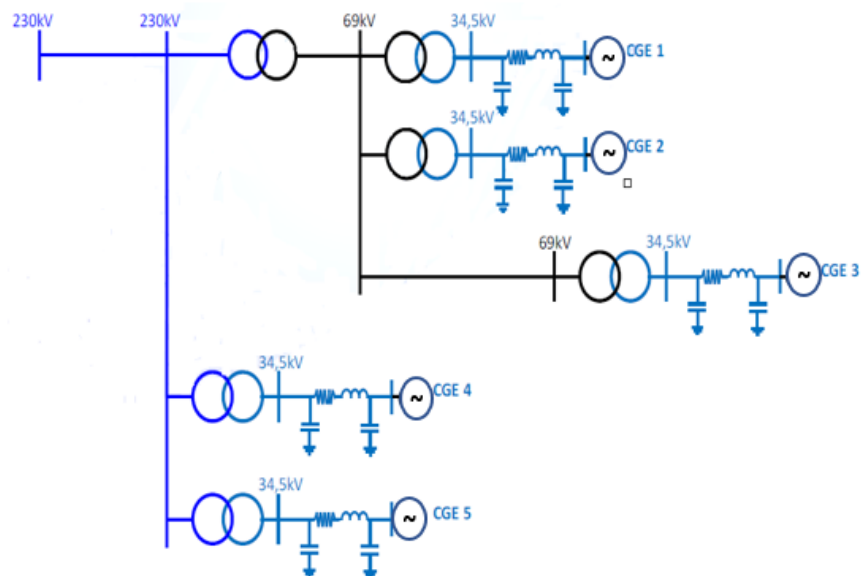 230kV
230kV
69kV
34,5kV
CGE 1
~
34,5kV
CGE 2
~
69kV
34,5kV
CGE 3
~
34,5kV
CGE 4
~
34,5kV
CGE 5
~